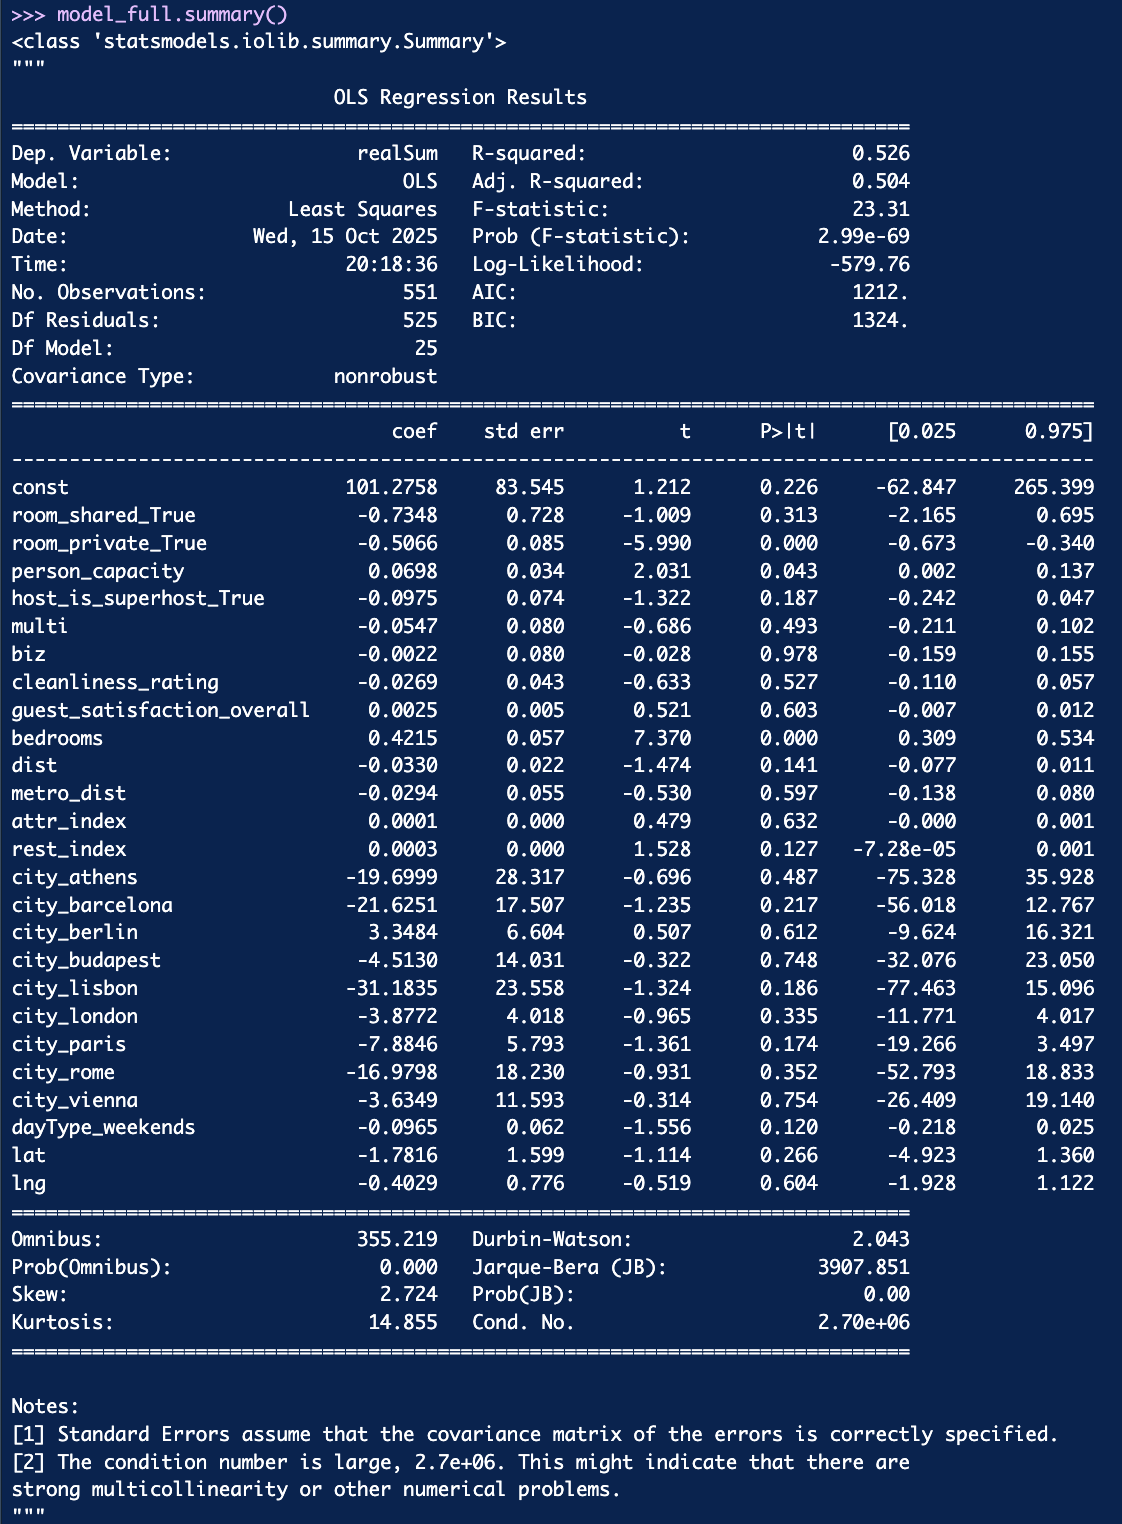 >>> model_full.summary()
<class 'statsmodels.iolib.summary.Summary'>
"""
                            OLS Regression Results
==============================================================================
Dep. Variable:                realSum   R-squared:                       0.526
Model:                            OLS   Adj. R-squared:                  0.504
Method:                 Least Squares   F-statistic:                     23.31
Date:                Wed, 15 Oct 2025   Prob (F-statistic):           2.99e-69
Time:                        20:18:36   Log-Likelihood:                -579.76
No. Observations:                 551   AIC:                             1212.
Df Residuals:                     525   BIC:                             1324.
Df Model:                          25
Covariance Type:            nonrobust
==============================================================================================
                                 coef    std err          t      P>|t|      [0.025      0.975]
----------------------------------------------------------------------------------------------
const                        101.2758     83.545      1.212      0.226     -62.847     265.399
room_shared_True              -0.7348      0.728     -1.009      0.313      -2.165       0.695
room_private_True             -0.5066      0.085     -5.990      0.000      -0.673      -0.340
person_capacity                0.0698      0.034      2.031      0.043       0.002       0.137
host_is_superhost_True        -0.0975      0.074     -1.322      0.187      -0.242       0.047
multi                         -0.0547      0.080     -0.686      0.493      -0.211       0.102
biz                           -0.0022      0.080     -0.028      0.978      -0.159       0.155
cleanliness_rating            -0.0269      0.043     -0.633      0.527      -0.110       0.057
guest_satisfaction_overall     0.0025      0.005      0.521      0.603      -0.007       0.012
bedrooms                       0.4215      0.057      7.370      0.000       0.309       0.534
dist                          -0.0330      0.022     -1.474      0.141      -0.077       0.011
metro_dist                    -0.0294      0.055     -0.530      0.597      -0.138       0.080
attr_index                     0.0001      0.000      0.479      0.632      -0.000       0.001
rest_index                     0.0003      0.000      1.528      0.127   -7.28e-05       0.001
city_athens                  -19.6999     28.317     -0.696      0.487     -75.328      35.928
city_barcelona               -21.6251     17.507     -1.235      0.217     -56.018      12.767
city_berlin                    3.3484      6.604      0.507      0.612      -9.624      16.321
city_budapest                 -4.5130     14.031     -0.322      0.748     -32.076      23.050
city_lisbon                  -31.1835     23.558     -1.324      0.186     -77.463      15.096
city_london                   -3.8772      4.018     -0.965      0.335     -11.771       4.017
city_paris                    -7.8846      5.793     -1.361      0.174     -19.266       3.497
city_rome                    -16.9798     18.230     -0.931      0.352     -52.793      18.833
city_vienna                   -3.6349     11.593     -0.314      0.754     -26.409      19.140
dayType_weekends              -0.0965      0.062     -1.556      0.120      -0.218       0.025
lat                           -1.7816      1.599     -1.114      0.266      -4.923       1.360
lng                           -0.4029      0.776     -0.519      0.604      -1.928       1.122
==============================================================================
Omnibus:                      355.219   Durbin-Watson:                   2.043
Prob(Omnibus):                  0.000   Jarque-Bera (JB):             3907.851
Skew:                           2.724   Prob(JB):                         0.00
Kurtosis:                      14.855   Cond. No.                     2.70e+06
==============================================================================

Notes:
[1] Standard Errors assume that the covariance matrix of the errors is correctly specified.
[2] The condition number is large, 2.7e+06. This might indicate that there are
strong multicollinearity or other numerical problems.
"""